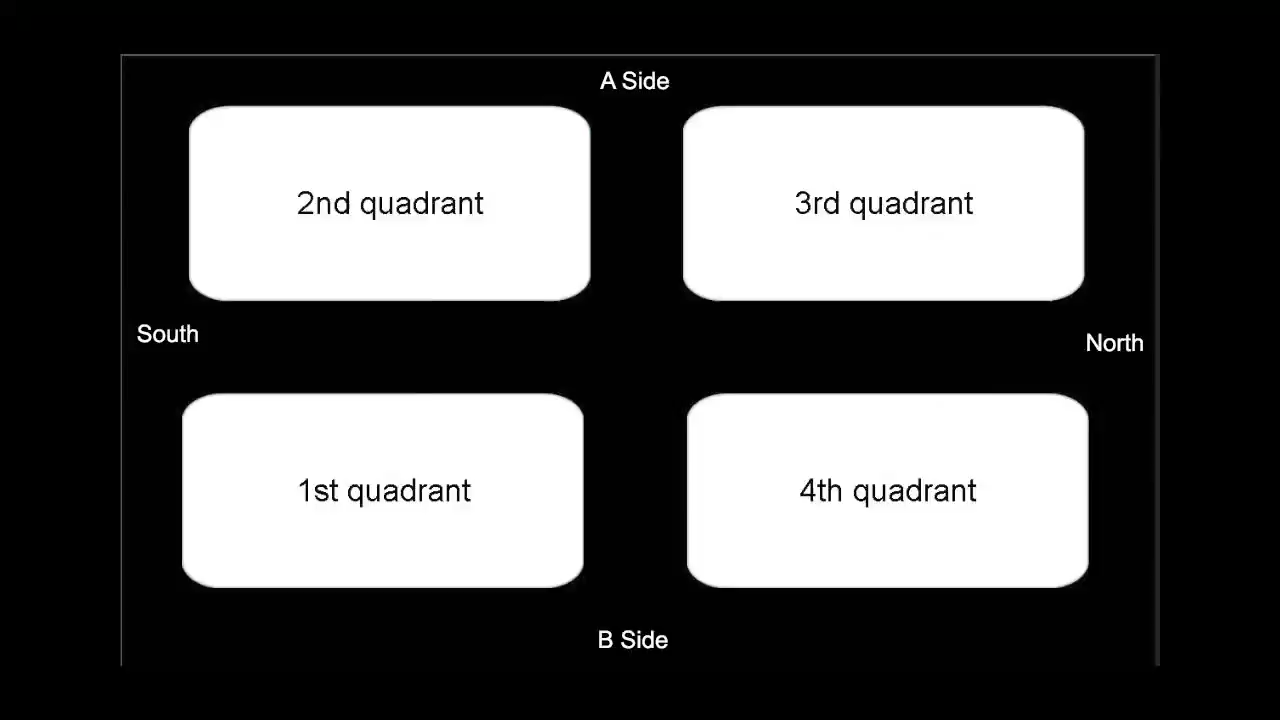 A Side
2nd quadrant
3rd quadrant
South
North
1st quadrant
4th quadrant
B Side